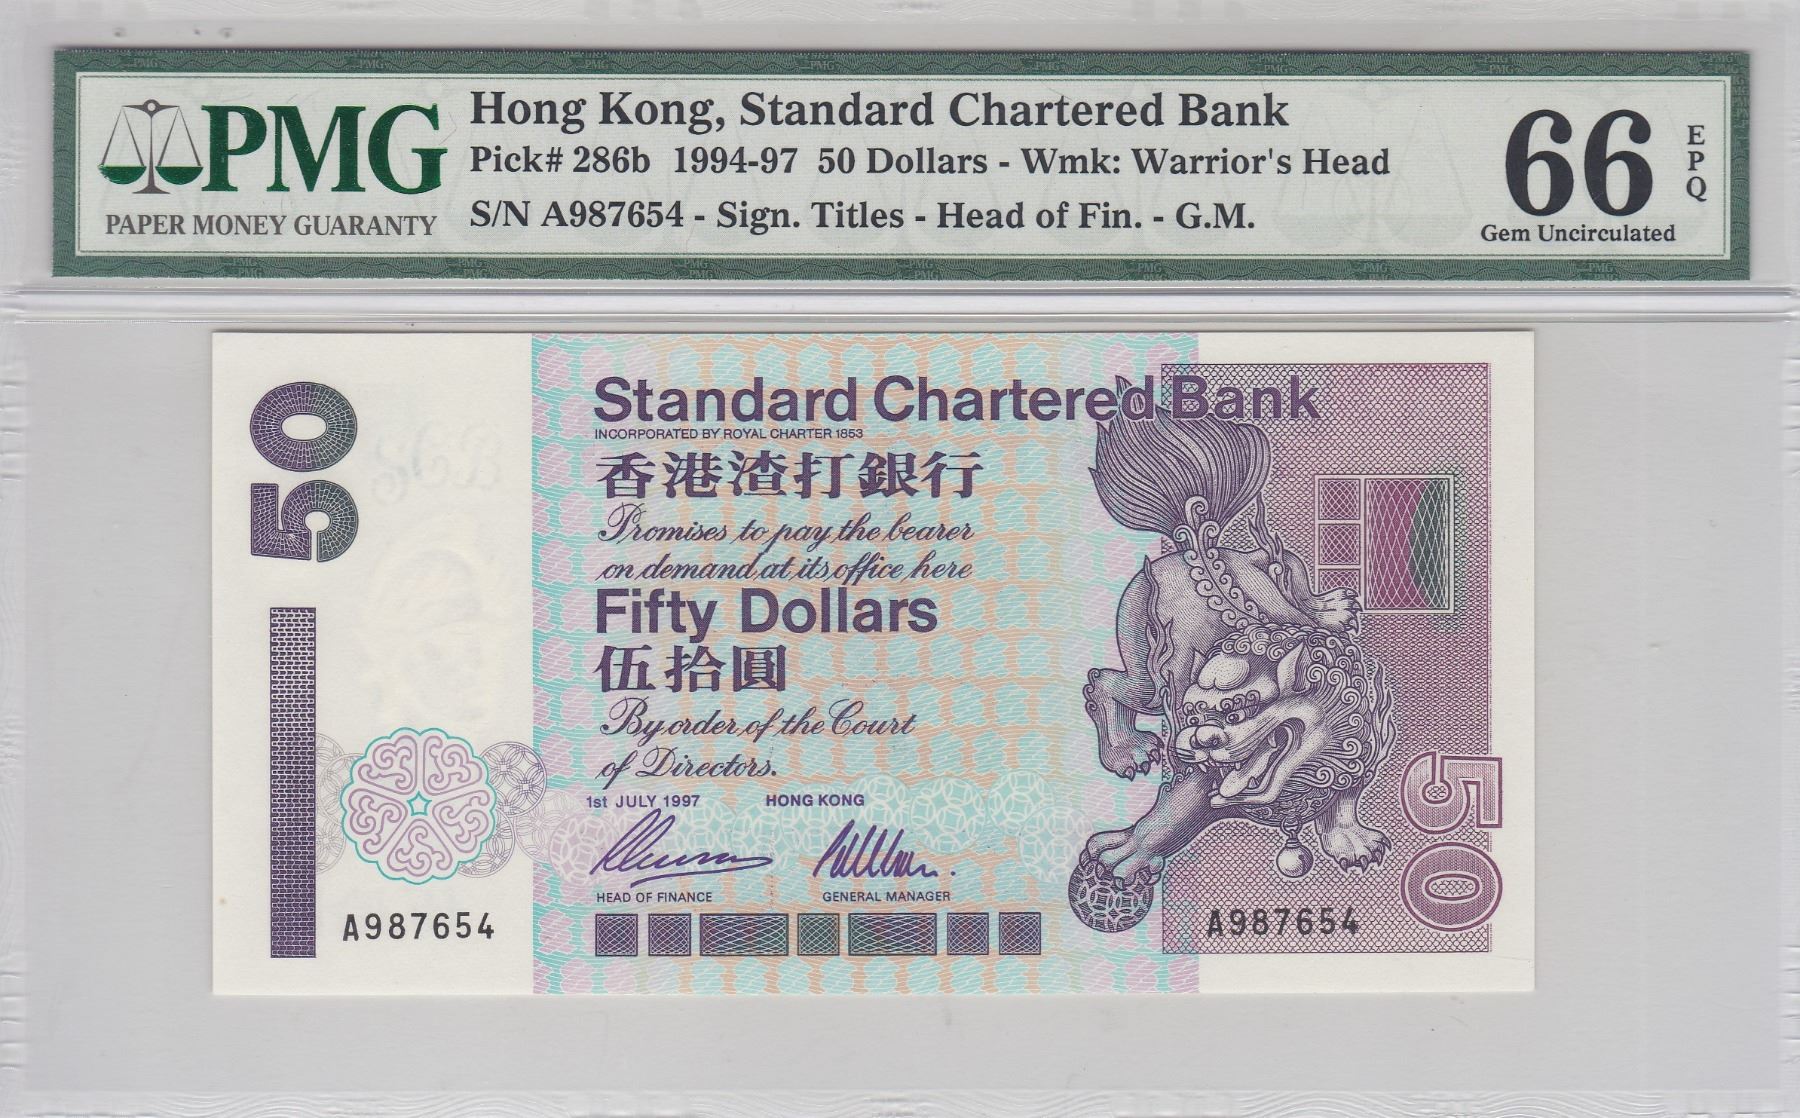 PMG
PAPER MONEY GUARANTY
Hong Kong, Standard Chartered Bank
Pick# 286b 1994-97 50 Dollars - Wmk: Warrior's Head
S/N A987654 - Sign. Titles - Head of Fin. - G.M.
66
EPQ
Gem Uncirculated
50
Standard Chartered Bank
INCORPORATED BY ROYAL CHARTER 1853
香港渣打銀行
Promises to pay the bearer
on demand at its office here
Fifty Dollars
伍拾圓
By order of the Court
of Directors.
1st JULY 1997 HONG KONG
HEAD OF FINANCE GENERAL MANAGER
A987654
A987654
50